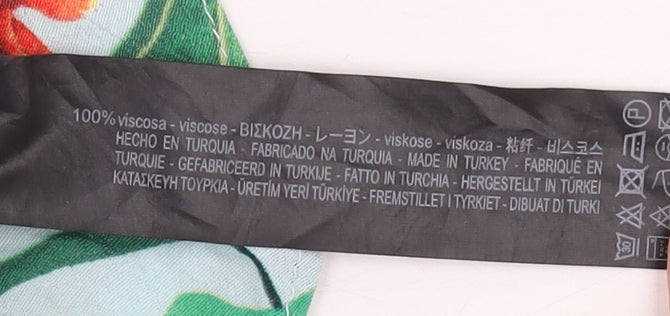 100% viscosa - viscose - ΒΙΣΚΟΖΗ - レーヨン - viskose - viskoza - 粘纤 - 비스코스
HECHO EN TURQUIA - FABRICADO NA TURQUIA - MADE IN TURKEY - FABRIQUÉ EN
TURQUIE - GEFABRICEERD IN TURKIJE - FATTO IN TURCHIA - HERGESTELLT IN TÜRKEI
ΚΑΤΑΣΚΕΥΗ ΤΟΥΡΚΙΑ - ÜRETİM YERİ TÜRKİYE - FREMSTILLET I TYRKIET - DIBUAT DI TURKI
P
30